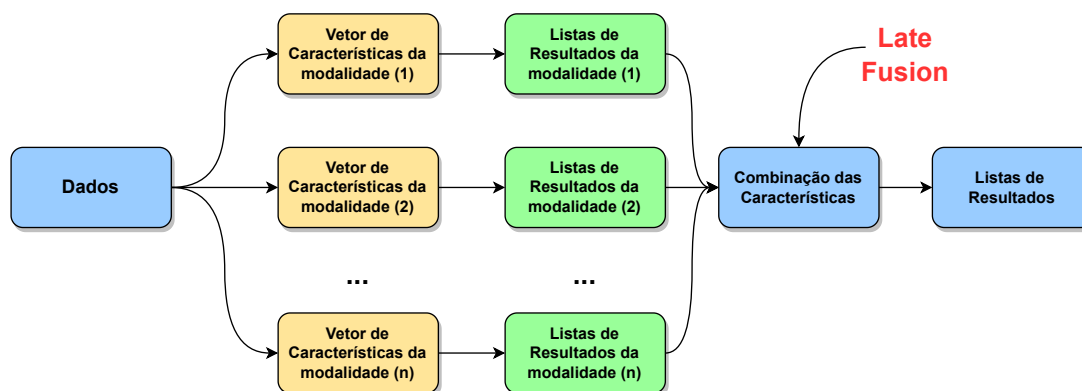 Vetor de
Características da
modalidade (1)
Listas de
Resultados da
modalidade (1)
Late
Fusion
Dados
Vetor de
Características da
modalidade (2)
Listas de
Resultados da
modalidade (2)
Combinação das
Características
Listas de
Resultados
...
...
Vetor de
Características da
modalidade (n)
Listas de
Resultados da
modalidade (n)